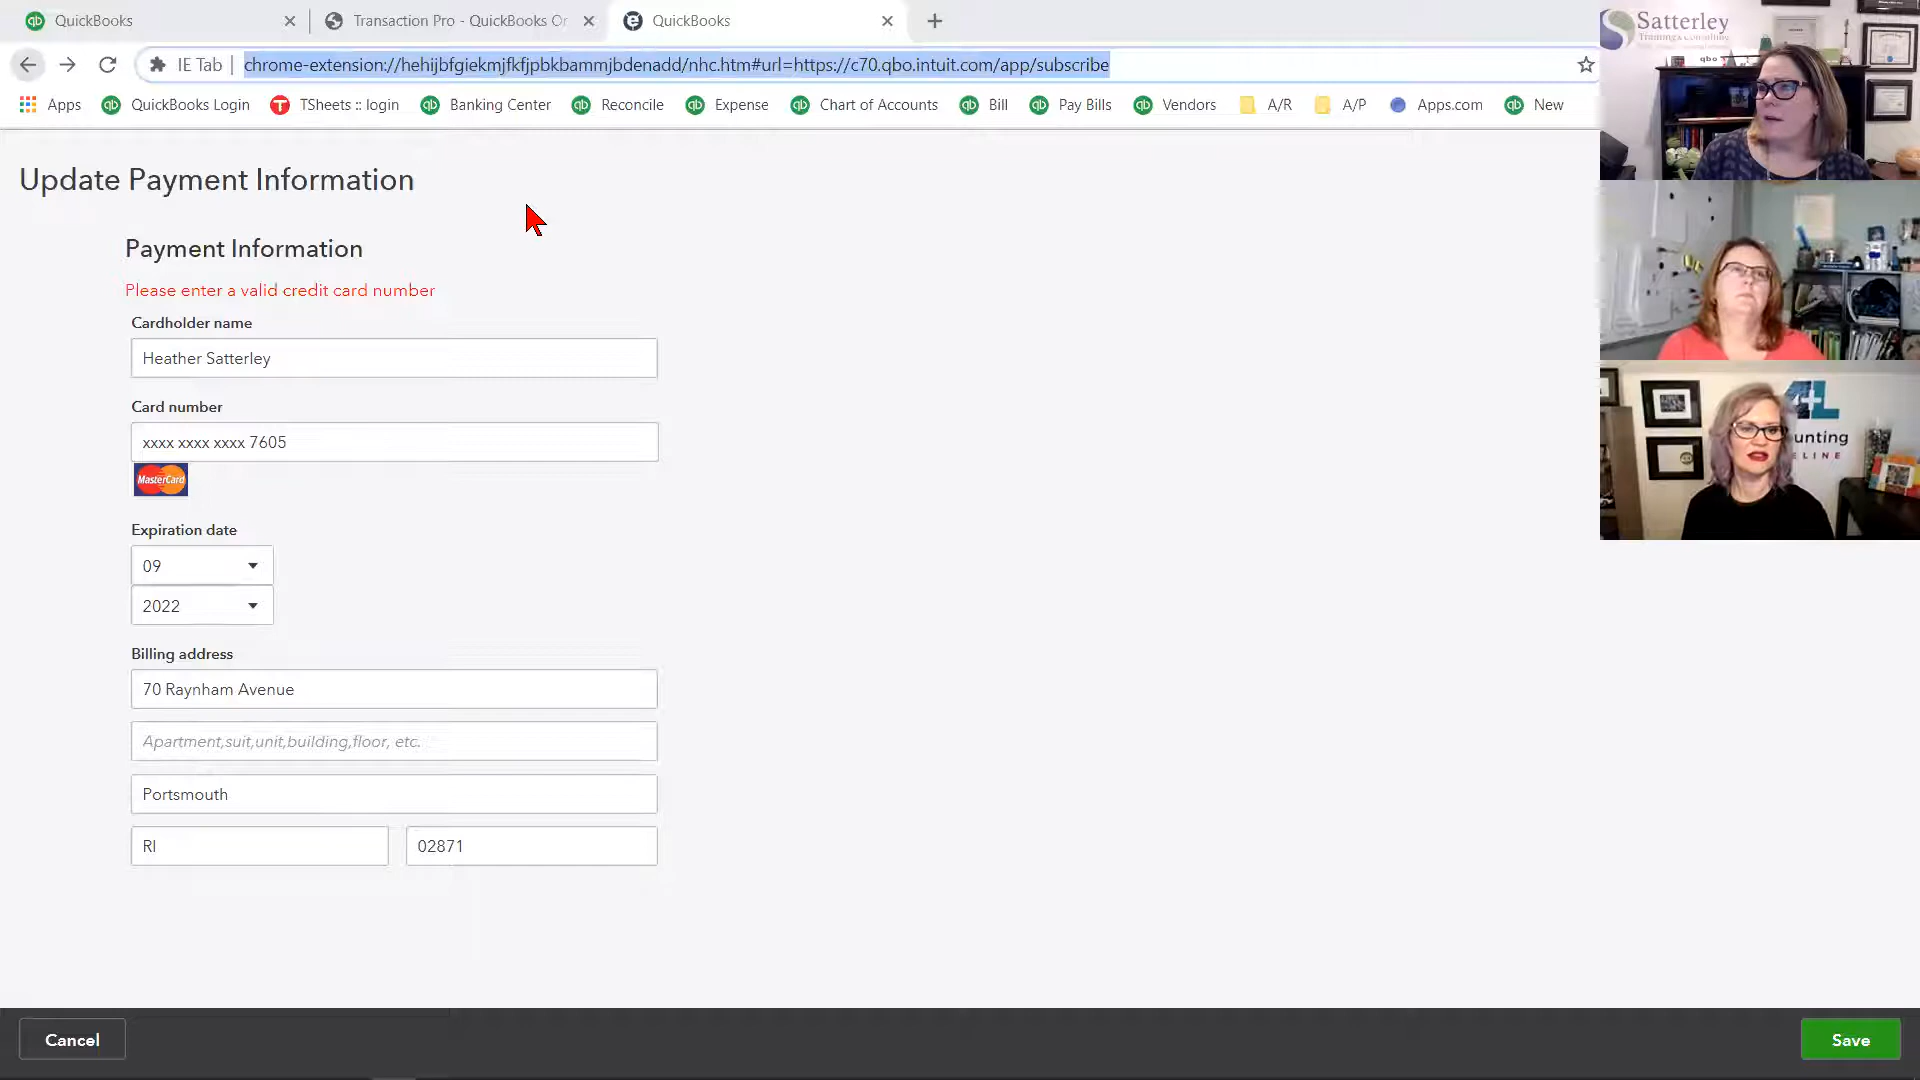 QuickBooks
Transaction Pro - QuickBooks Or
QuickBooks
IE Tab
chrome-extension://hehijbfgiekmjfkfjpbkbammjbdenadd/nhc.htm#url=https://c70.qbo.intuit.com/app/subscribe
Apps
QuickBooks Login
TSheets :: login
Banking Center
Reconcile
Expense
Chart of Accounts
Bill
Pay Bills
Vendors
A/R
A/P
Apps.com
New
Satterley
Training & Consulting
qbo
Update Payment Information
Payment Information
Please enter a valid credit card number
Cardholder name
Heather Satterley
Card number
xxxx xxxx xxxx 7605
MasterCard
Expiration date
09
2022
Billing address
70 Raynham Avenue
Apartment,suit,unit,building,floor, etc.
Portsmouth
RI
02871
Cancel
Save
unting
ELINE